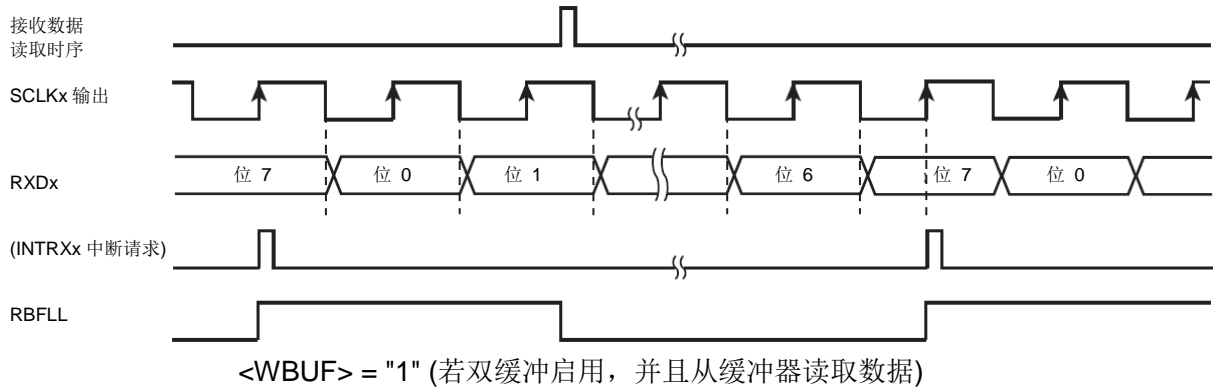 接收数据
读取时序
SCLKx 输出
RXDx
位 7
位 0
位 1
位 6
位 7
位 0
(INTRXx 中断请求)
RBFLL
<WBUF> = "1" (若双缓冲启用，并且从缓冲器读取数据)